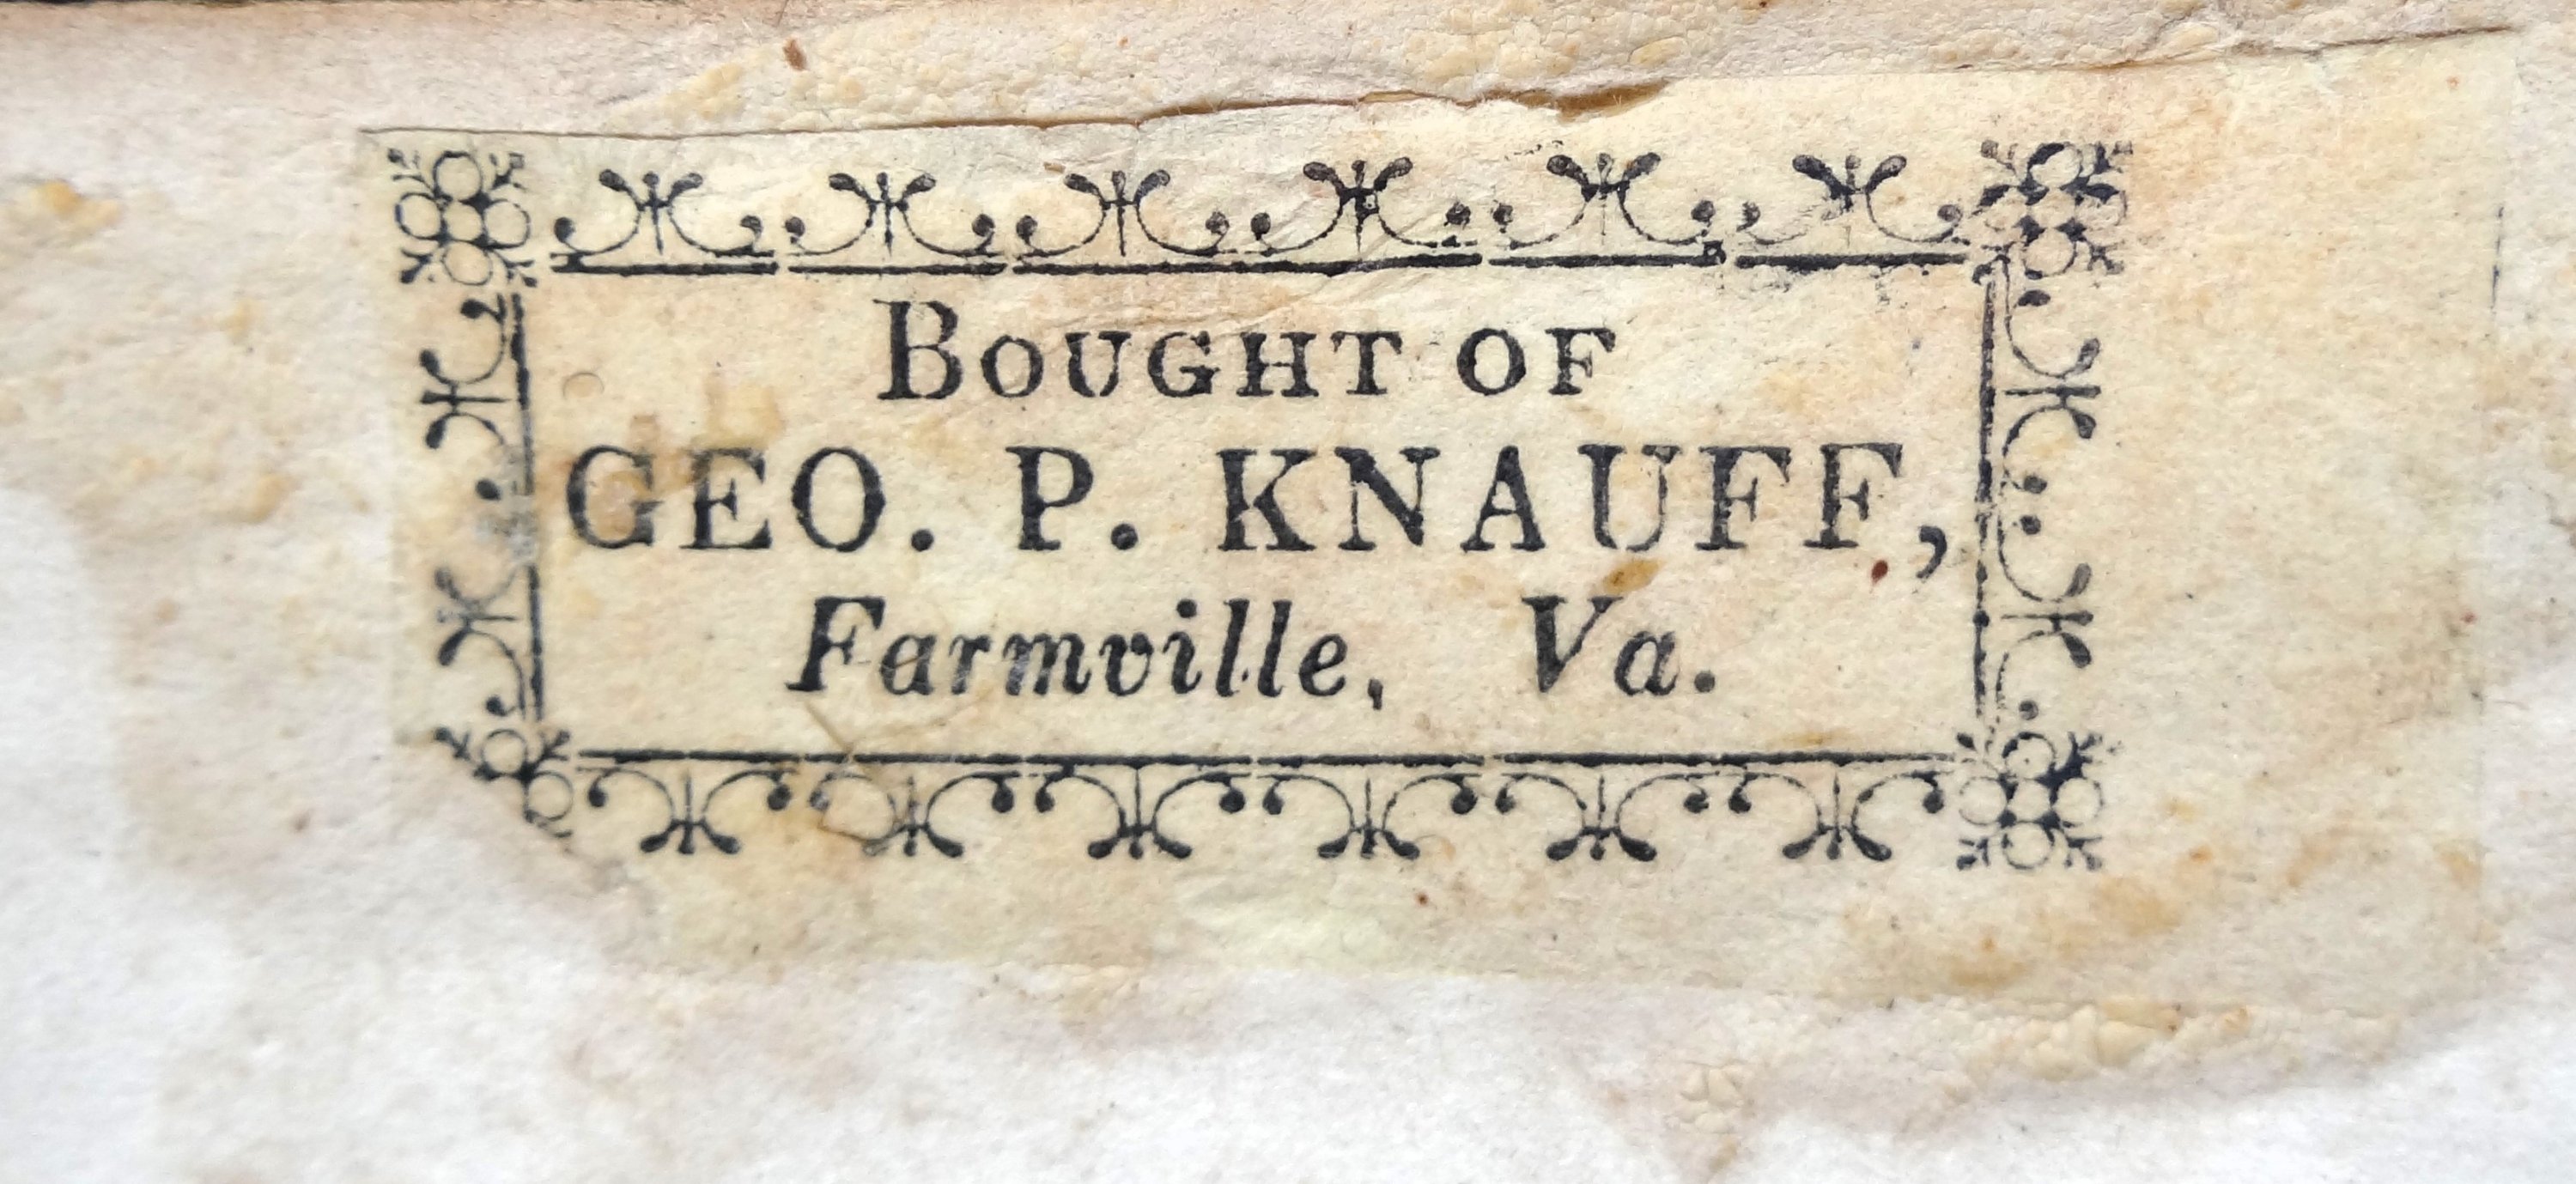 BOUGHT OF
GEO. P. KNAUFF,
Farmville, Va.